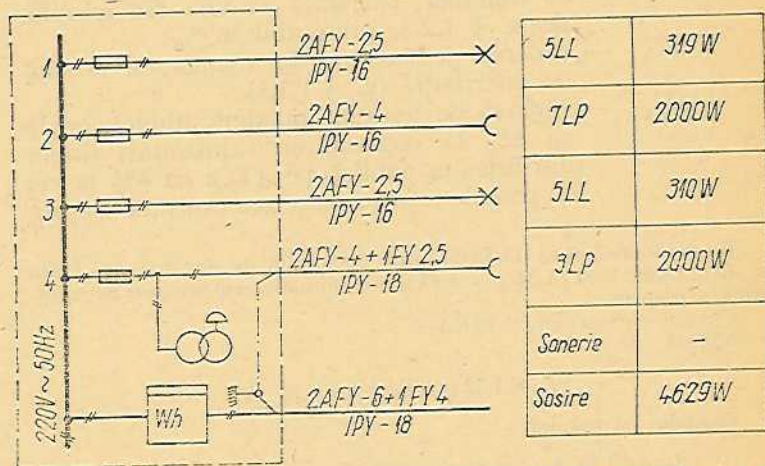 1 2AFY-2,5 5LL 319W
IPY-16
2 2AFY-4 7LP 2000W
IPY-16
3 2AFY-2,5 5LL 310W
IPY-16
4 2AFY-4+1FY 2,5 3LP 2000W
IPY-18
Sonerie -
220V~50Hz
Wh 2AFY-6+1FY4 Sosire 4629W
IPY-18